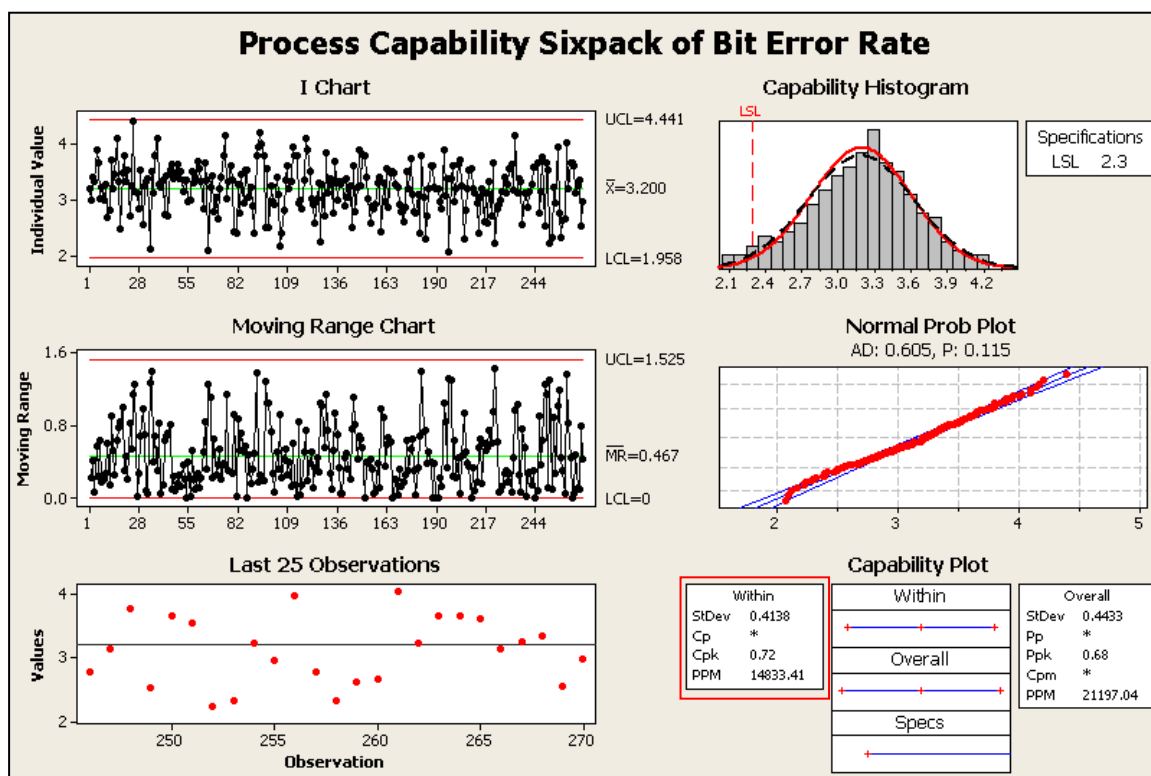 Process Capability Sixpack of Bit Error Rate
I Chart
Individual Value
4
3
2
UCL=4.441
X=3.200
LCL=1.958
1 28 55 82 109 136 163 190 217 244
Capability Histogram
LSL
2.1 2.4 2.7 3.0 3.3 3.6 3.9 4.2
Specifications
LSL 2.3
Moving Range Chart
Moving Range
1.6
0.8
0.0
UCL=1.525
MR=0.467
LCL=0
1 28 55 82 109 136 163 190 217 244
Normal Prob Plot
AD: 0.605, P: 0.115
2 3 4 5
Last 25 Observations
Values
4
3
2
250 255 260 265 270
Observation
Capability Plot
Within
StDev 0.4138
Cp *
Cpk 0.72
PPM 14833.41
Within
Overall
Specs
Overall
StDev 0.4433
Pp *
Ppk 0.68
Cpm *
PPM 21197.04